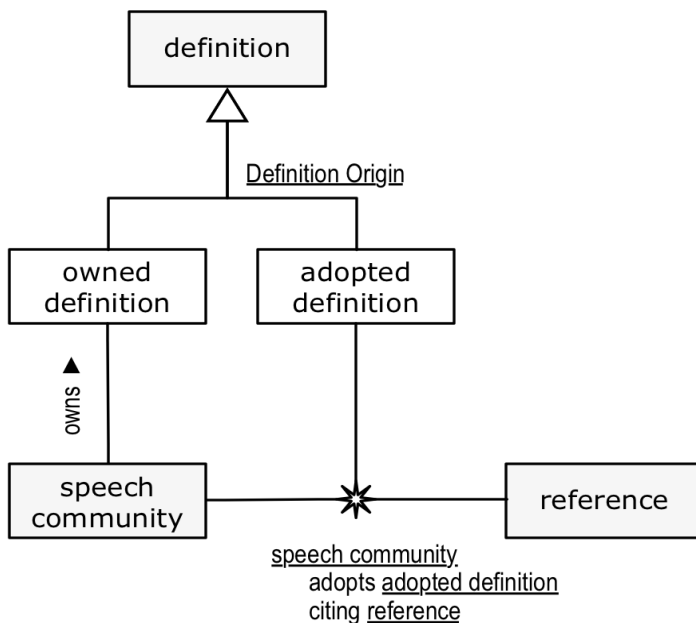 definition
Definition Origin
owned
definition
adopted
definition
owns ▲
speech
community
reference
speech community
adopts adopted definition
citing reference